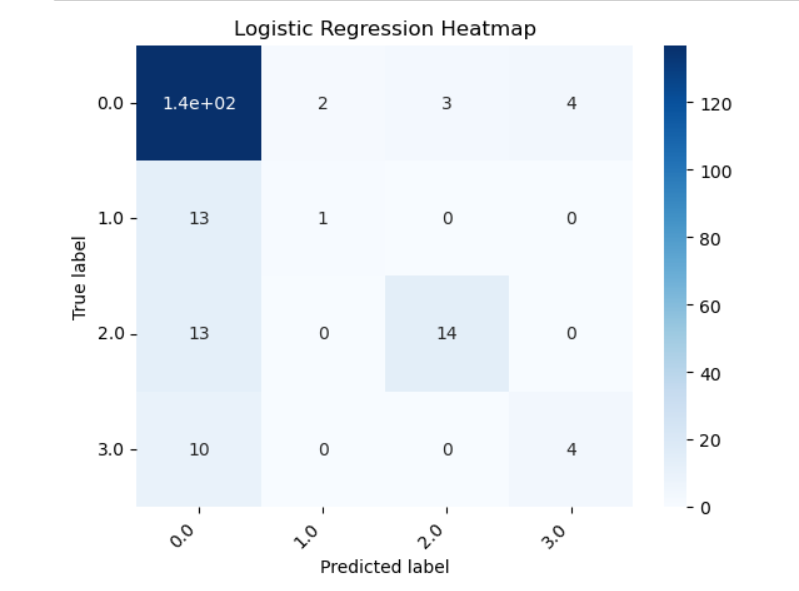 Logistic Regression Heatmap
0.0 1.4e+02 2 3 4
1.0 13 1 0 0
2.0 13 0 14 0
3.0 10 0 0 4
0.0 1.0 2.0 3.0
Predicted label
True label
120
100
80
60
40
20
0